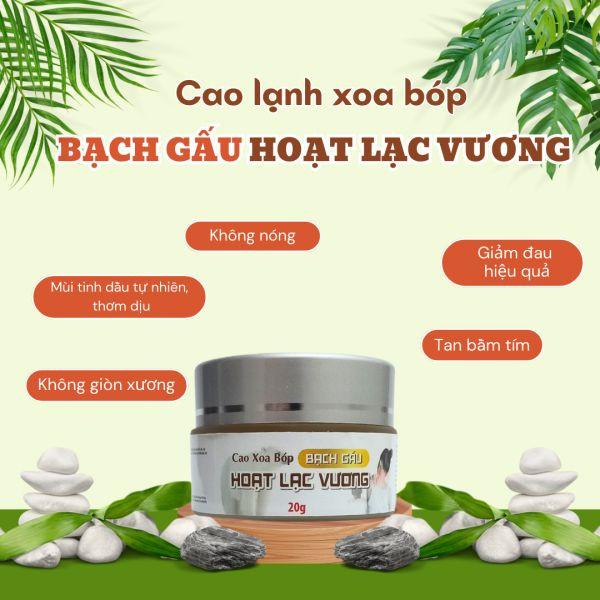 Cao lạnh xoa bóp
BẠCH GẤU HOẠT LẠC VƯƠNG
Không nóng
Giảm đau
hiệu quả
Mùi tinh dầu tự nhiên,
thơm dịu
Tan bầm tím
Không giòn xương
Cao Xoa Bóp BẠCH GẤU
HOẠT LẠC VƯƠNG
20g